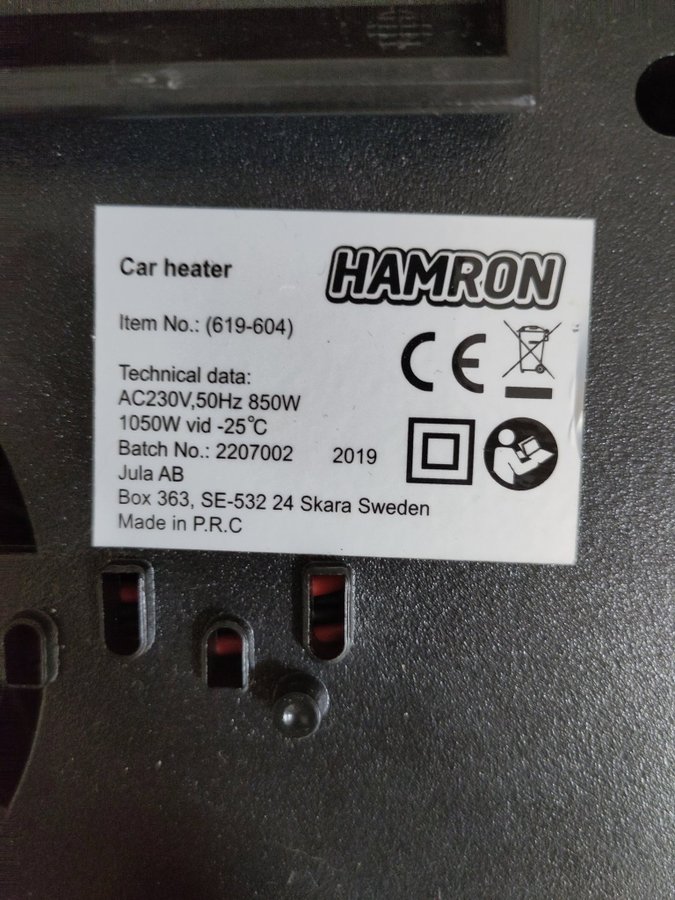 Car heater
HAMRON
Item No.: (619-604)
CE
Technical data:
AC230V,50Hz 850W
1050W vid -25°C
Batch No.: 2207002 2019
Jula AB
Box 363, SE-532 24 Skara Sweden
Made in P.R.C